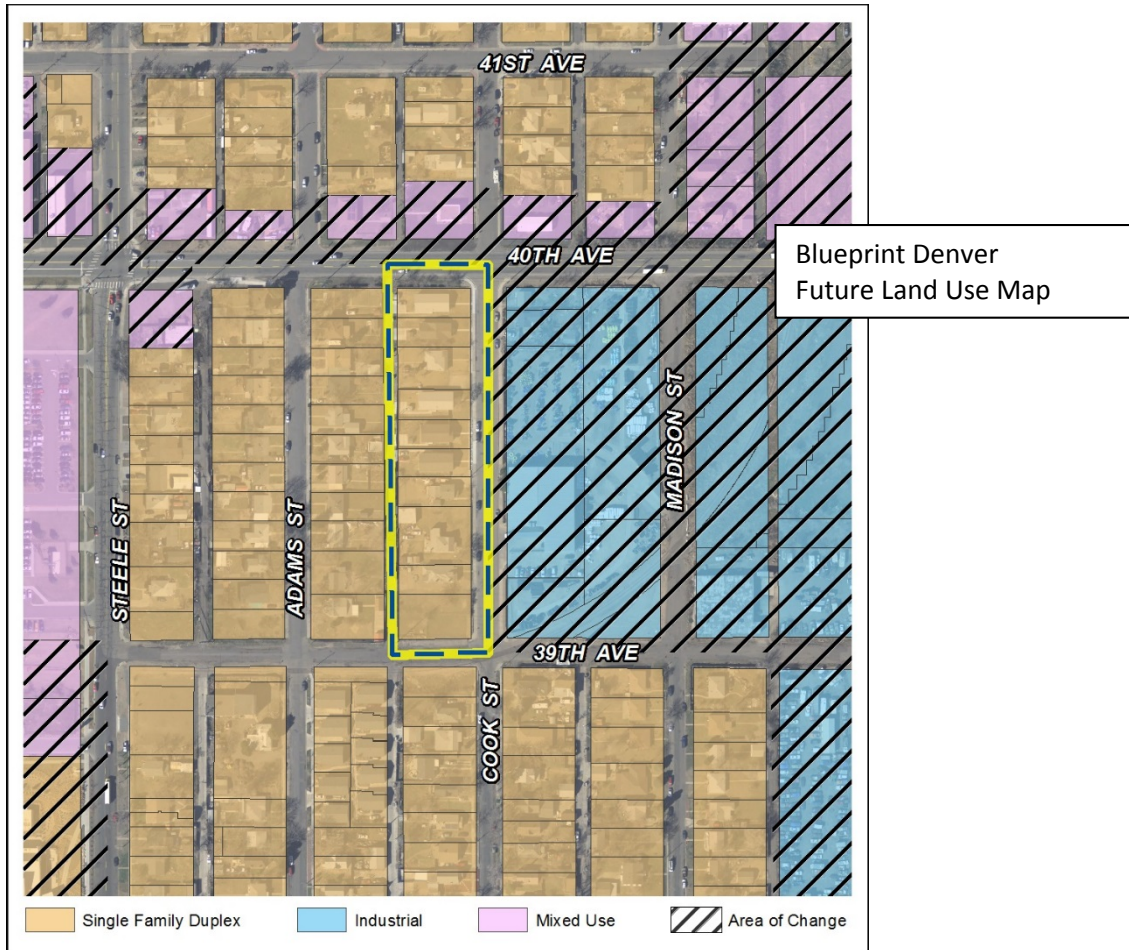 41ST AVE
40TH AVE
Blueprint Denver
Future Land Use Map
STEELE ST
ADAMS ST
MADISON ST
39TH AVE
COOK ST
Single Family Duplex
Industrial
Mixed Use
Area of Change